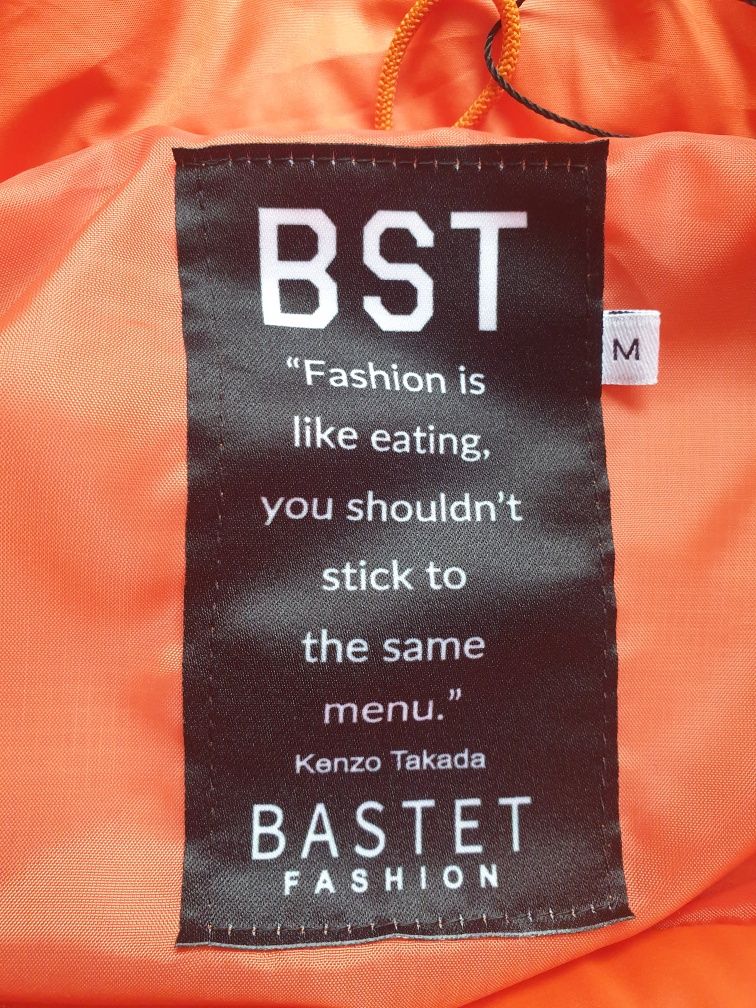 BST
M
“Fashion is
like eating,
you shouldn’t
stick to
the same
menu.”
Kenzo Takada
BASTET
FASHION